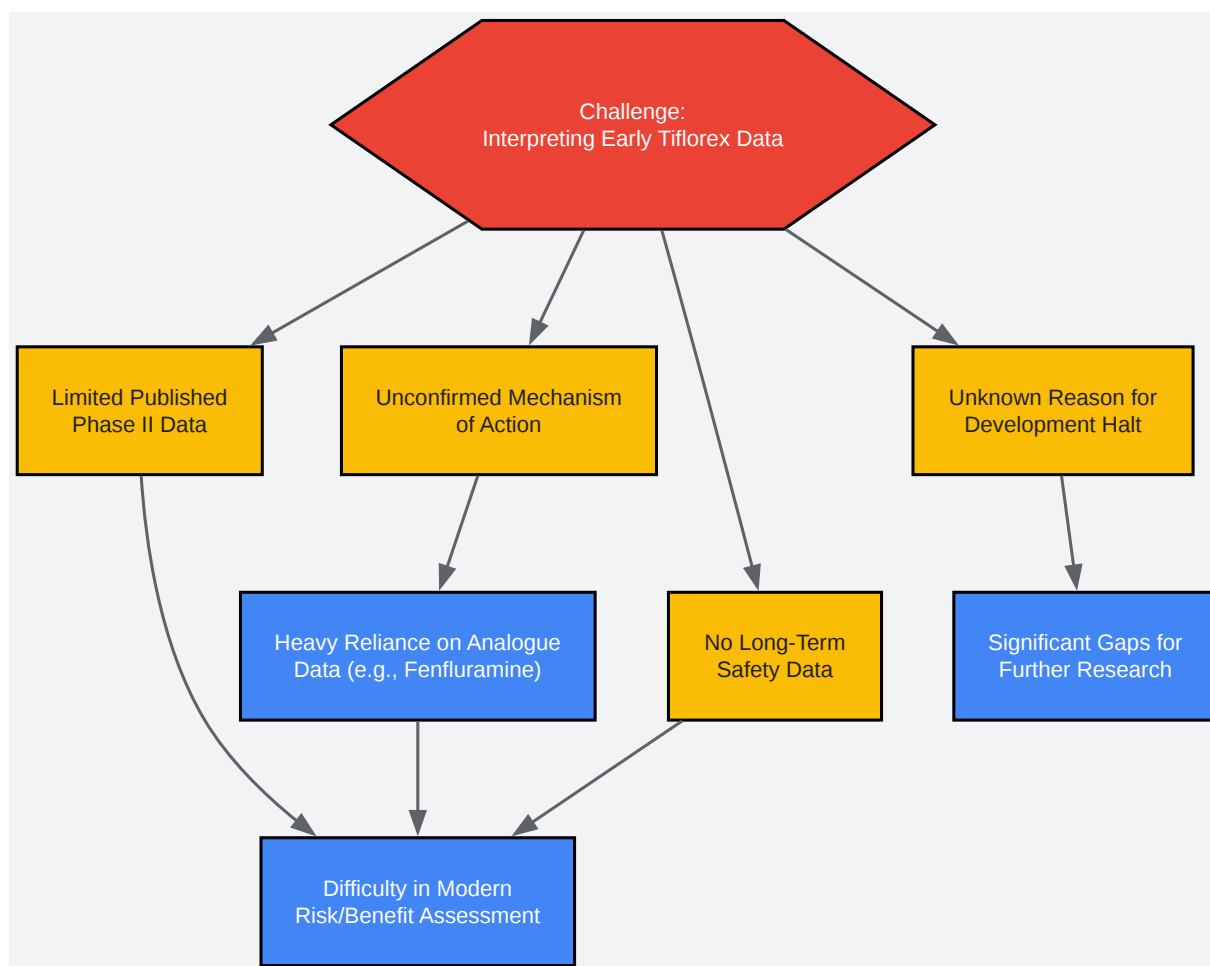 Challenge:
Interpreting Early Tiflorex Data
Limited Published
Phase II Data
Unconfirmed Mechanism
of Action
Unknown Reason for
Development Halt
Heavy Reliance on Analogue
Data (e.g., Fenfluramine)
No Long-Term
Safety Data
Significant Gaps for
Further Research
Difficulty in Modern
Risk/Benefit Assessment